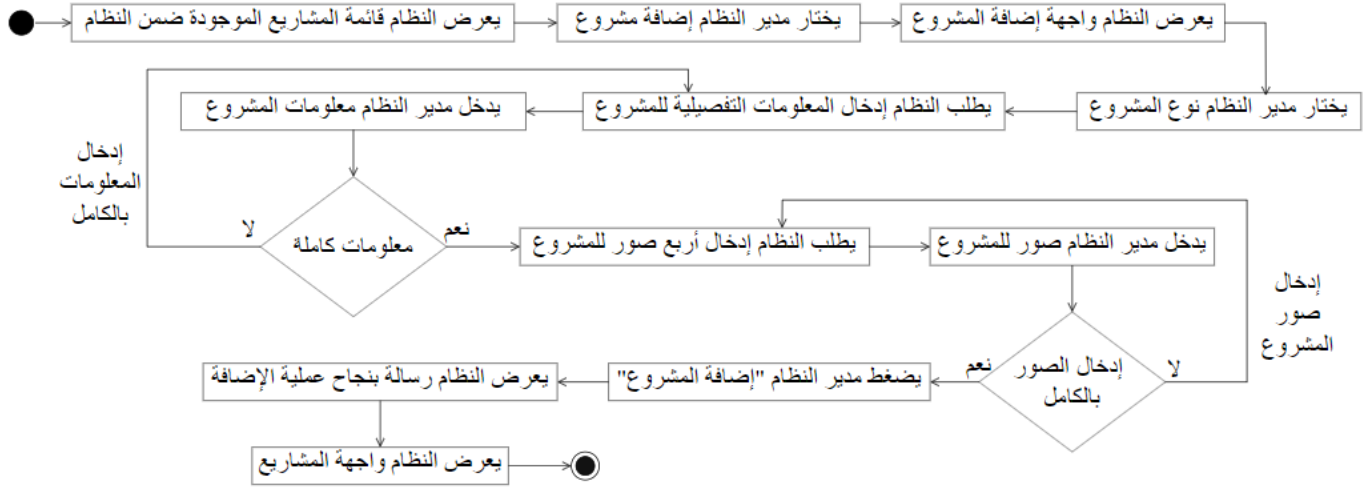 يعرض النظام قائمة المشاريع الموجودة ضمن النظام
يختار مدير النظام إضافة مشروع
يعرض النظام واجهة إضافة المشروع
يختار مدير النظام نوع المشروع
يطلب النظام إدخال المعلومات التفصيلية للمشروع
يدخل مدير النظام معلومات المشروع
إدخال
المعلومات
بالكامل
لا
معلومات كاملة
نعم
يطلب النظام إدخال أربع صور للمشروع
يدخل مدير النظام صور للمشروع
إدخال
صور
المشروع
لا
إدخال الصور
بالكامل
نعم
يضغط مدير النظام "إضافة المشروع"
يعرض النظام رسالة بنجاح عملية الإضافة
يعرض النظام واجهة المشاريع